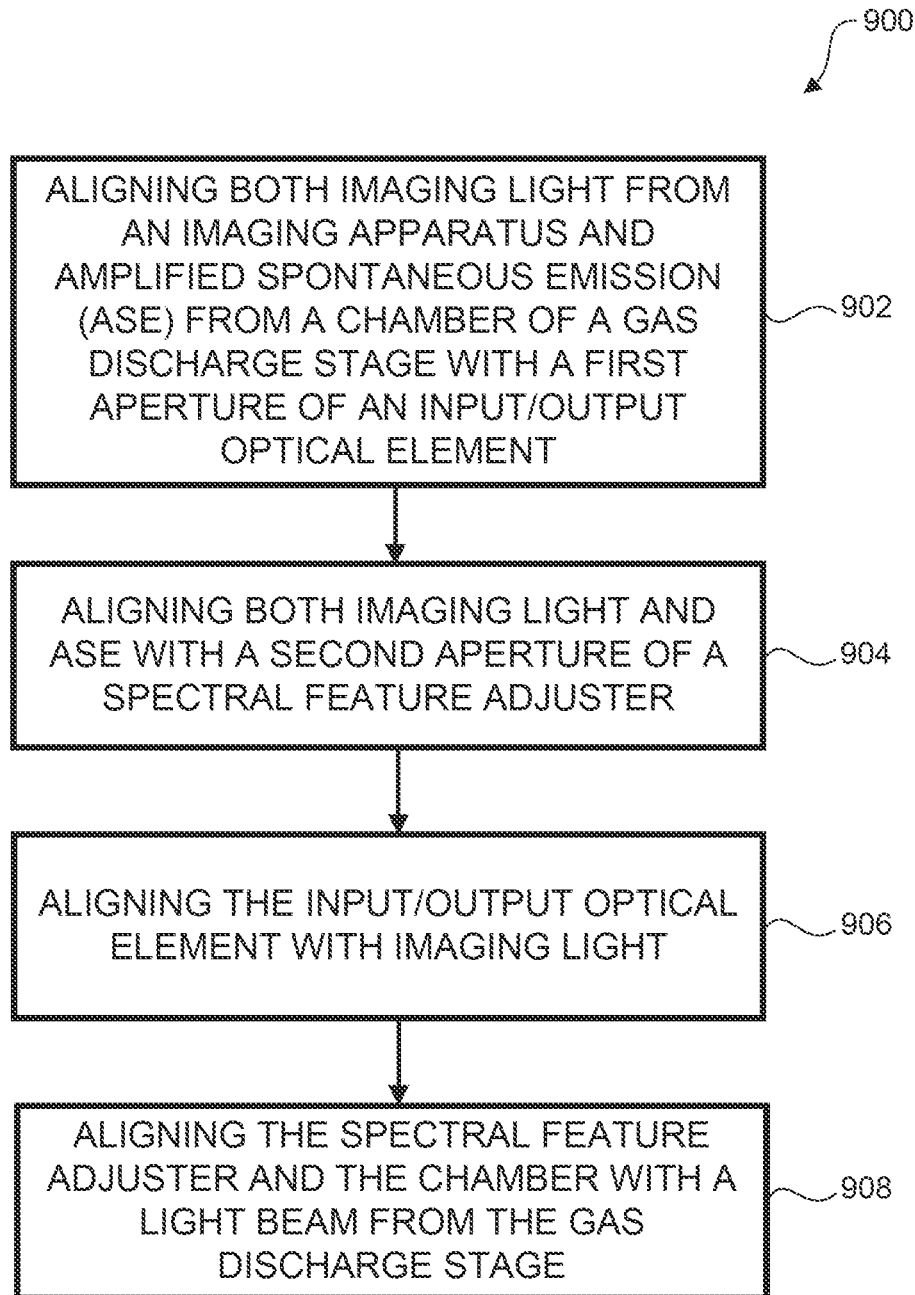 900
ALIGNING BOTH IMAGING LIGHT FROM
AN IMAGING APPARATUS AND
AMPLIFIED SPONTANEOUS EMISSION
(ASE) FROM A CHAMBER OF A GAS
DISCHARGE STAGE WITH A FIRST
APERTURE OF AN INPUT/OUTPUT
OPTICAL ELEMENT
902
ALIGNING BOTH IMAGING LIGHT AND
ASE WITH A SECOND APERTURE OF A
SPECTRAL FEATURE ADJUSTER
904
ALIGNING THE INPUT/OUTPUT OPTICAL
ELEMENT WITH IMAGING LIGHT
906
ALIGNING THE SPECTRAL FEATURE
ADJUSTER AND THE CHAMBER WITH A
LIGHT BEAM FROM THE GAS
DISCHARGE STAGE
908